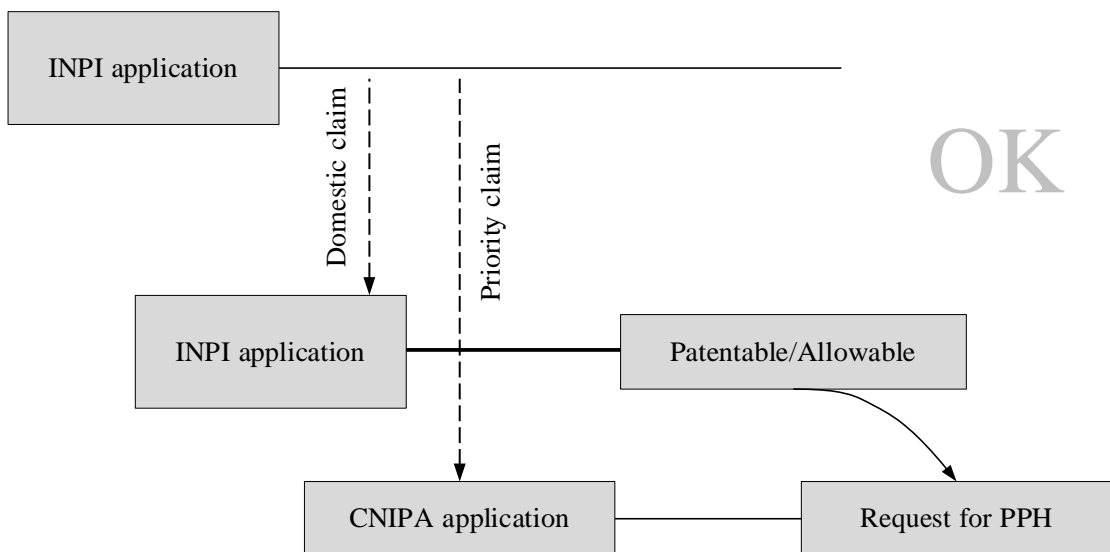 INPI application
OK
Domestic claim
Priority claim
INPI application
Patentable/Allowable
CNIPA application
Request for PPH